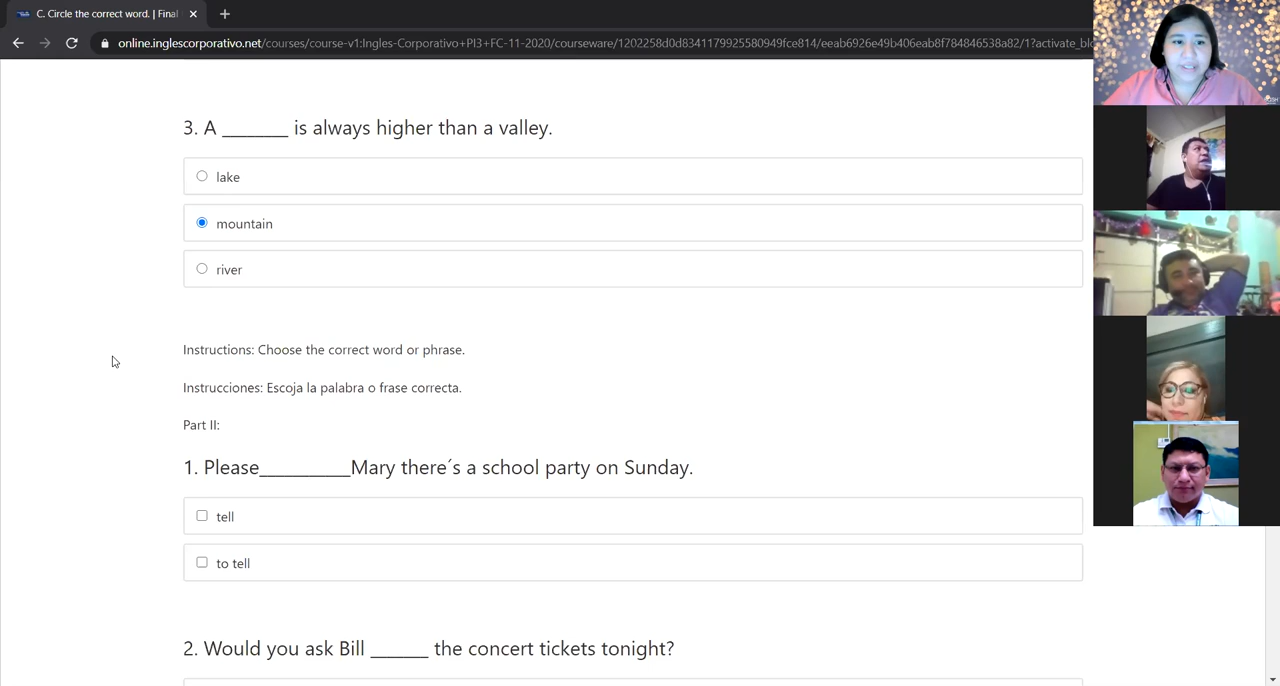 C. Circle the correct word. | Final
online.inglescorporativo.net/courses/course-v1:Ingles-Corporativo+PI3+FC-11-2020/courseware/1202258d0d8341179925580949fce814/eeab6926e49b406eab8f784846538a82/1?activate_blo
3. A ________ is always higher than a valley.
lake
mountain
river
Instructions: Choose the correct word or phrase.
Instrucciones: Escoja la palabra o frase correcta.
Part II:
1. Please___________Mary there´s a school party on Sunday.
tell
to tell
2. Would you ask Bill _______ the concert tickets tonight?